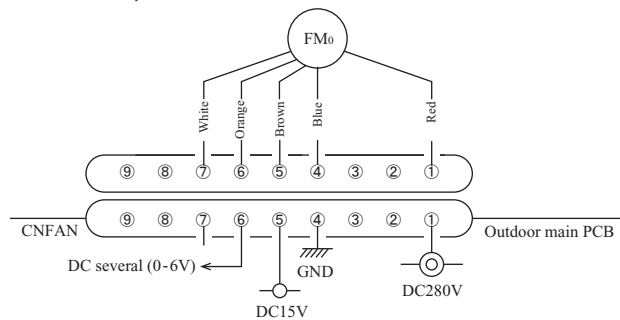 FM₀
White
Orange
Brown
Blue
Red
⑨ ⑧ ⑦ ⑥ ⑤ ④ ③ ② ①
⑨ ⑧ ⑦ ⑥ ⑤ ④ ③ ② ①
CNFAN
Outdoor main PCB
DC several (0-6V)
GND
DC15V
DC280V